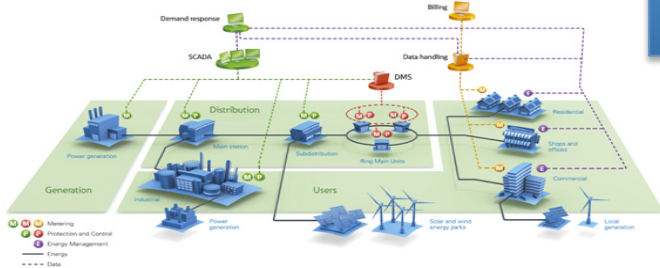 Billing
Demand response
SCADA
Data handling
DMS
M
E
M
M P
M P
M P
M P
Distribution
Residential
M
E
M P
Power generation
Main station
Subdistribution
Ring Main Units
Shops and
offices
M
E
M P
Generation
Industrial
Users
Commercial
Power
generation
Solar and wind
energy parks
Local
generation
M M M Metering
P P Protection and Control
E Energy Management
Energy
Data